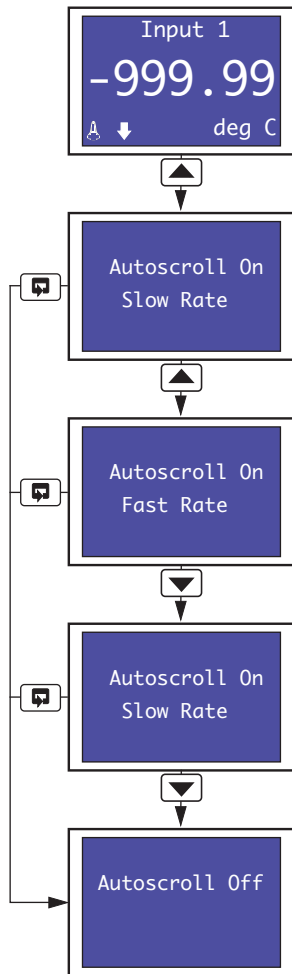 Input 1
-999.99
deg C
Autoscroll On
Slow Rate
Autoscroll On
Fast Rate
Autoscroll On
Slow Rate
Autoscroll Off